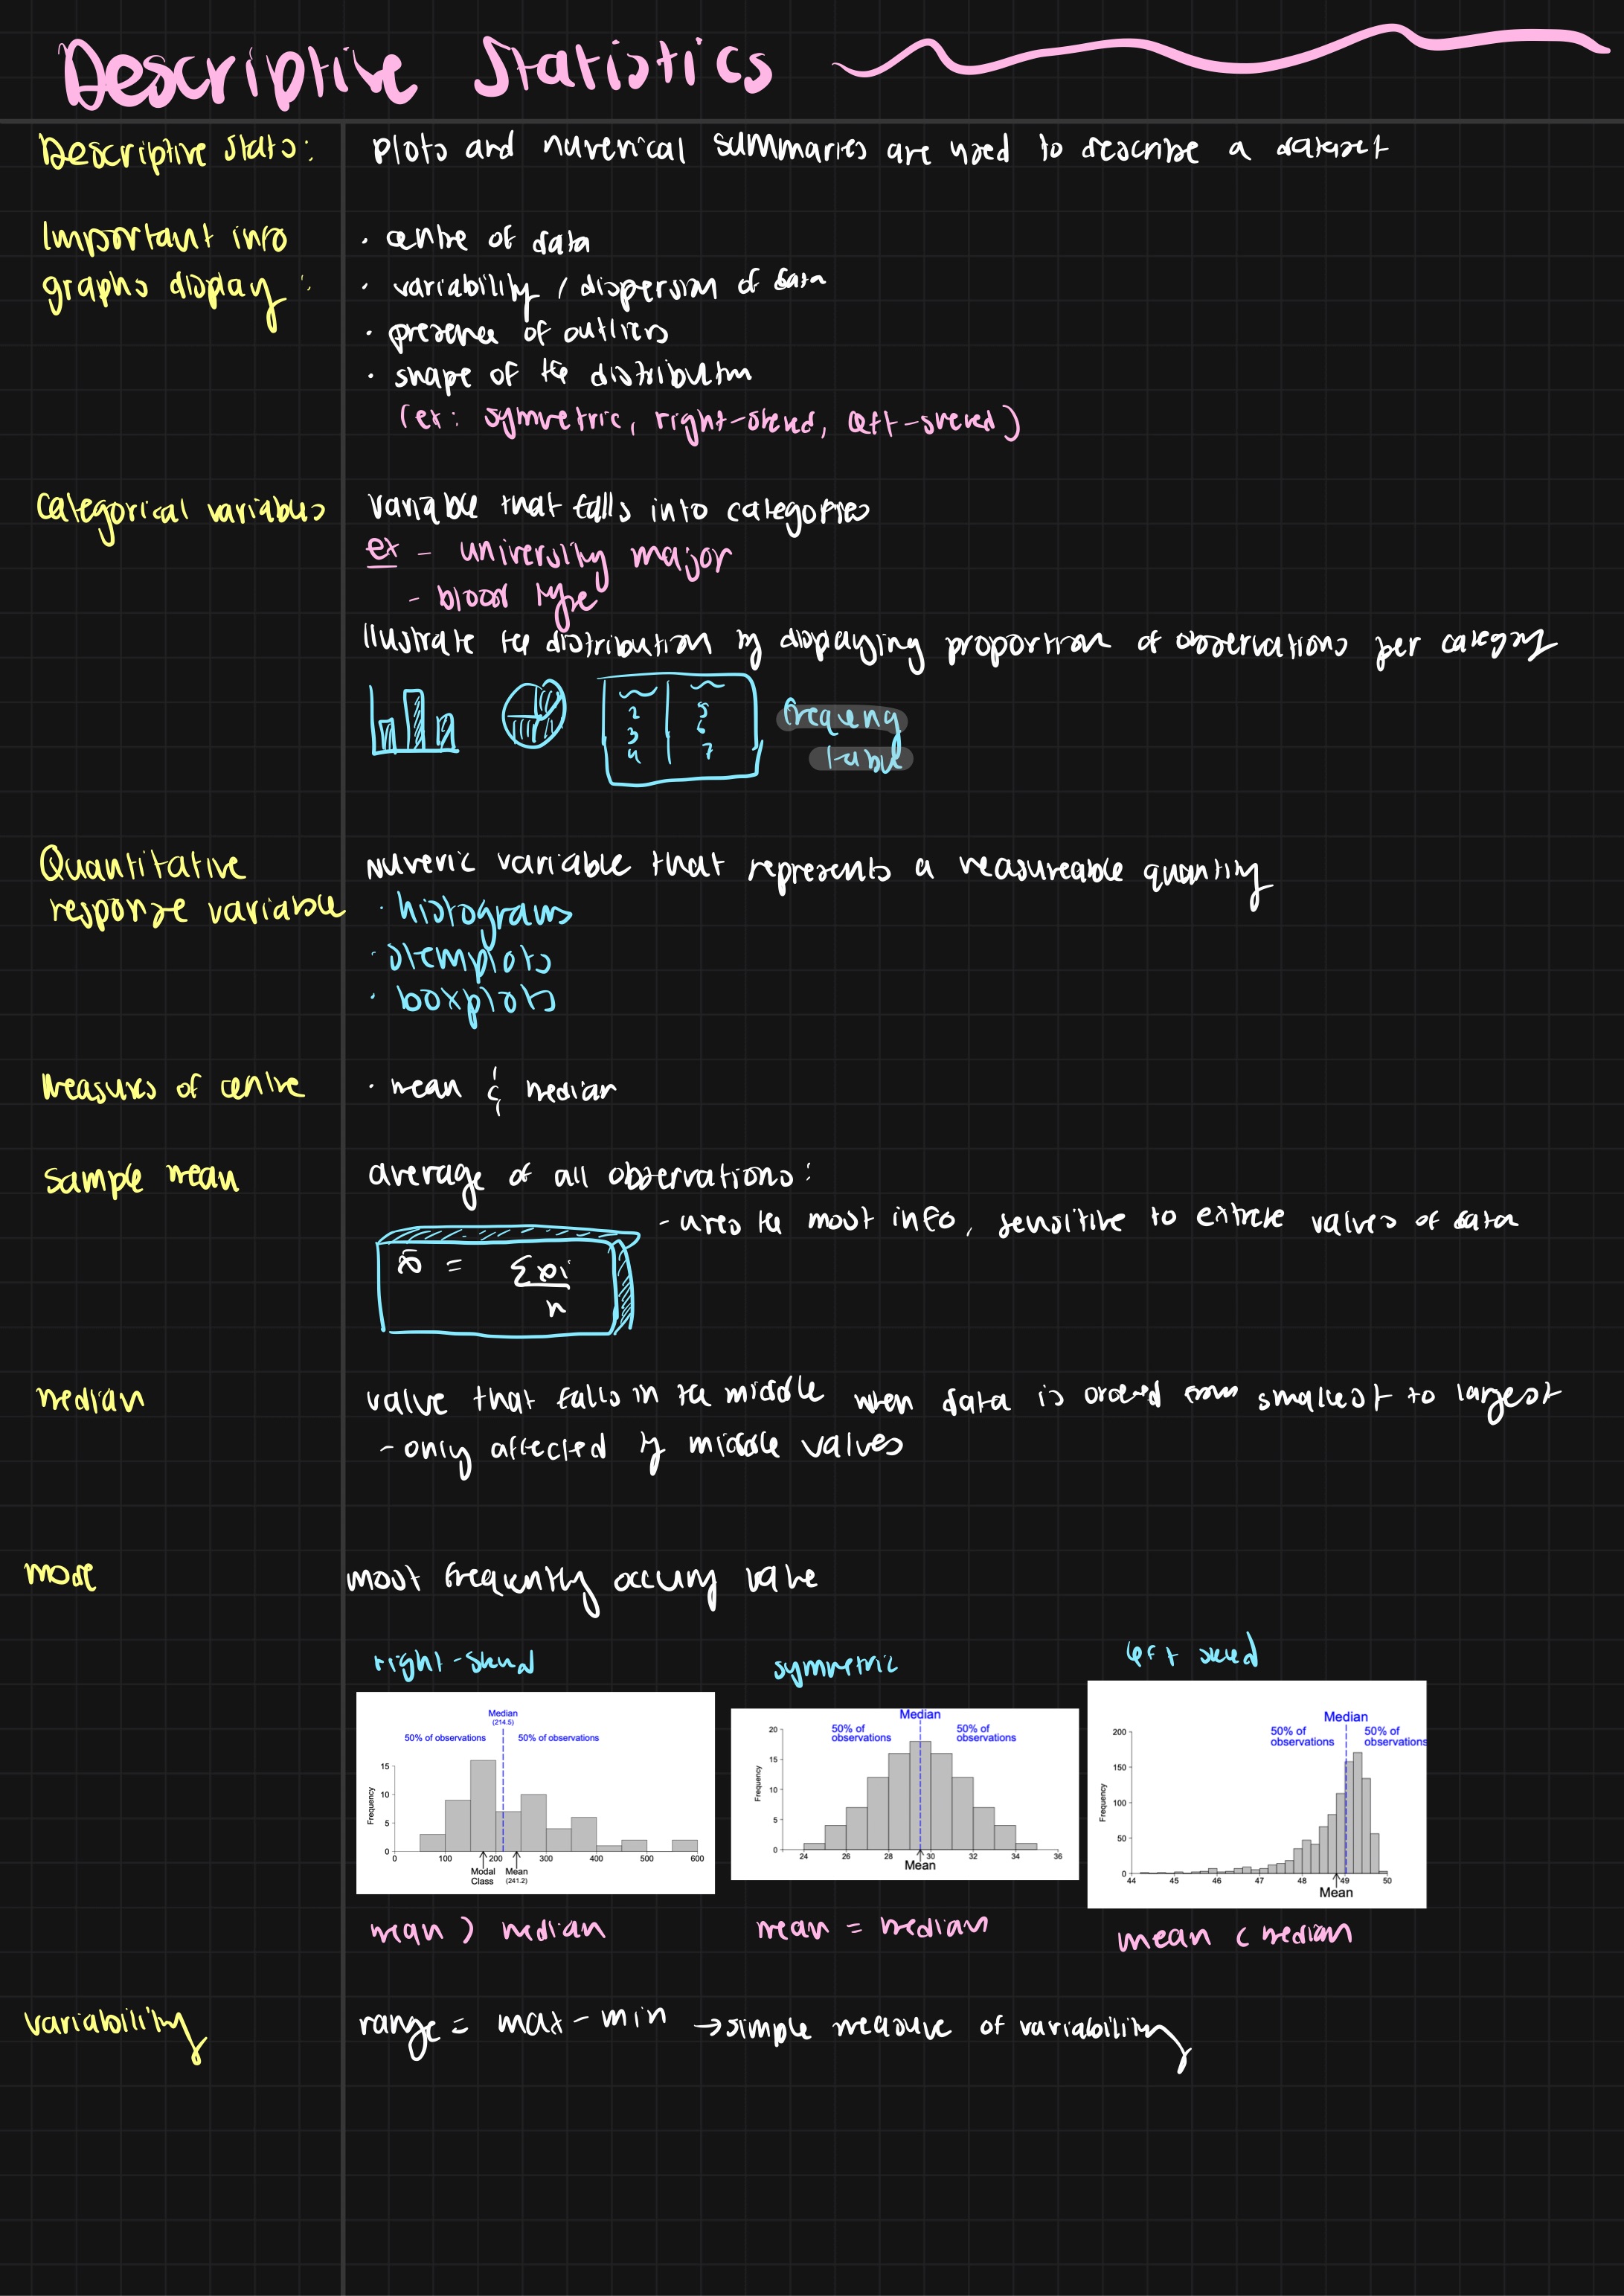 Descriptive Statistics
Descriptive stats: plots and numerical summaries are used to describe a dataset
Important info
graphs display:
· centre of data
· variability / dispersion of data
· presence of outliers
· shape of the distribution
(ex: symmetric, right-skewed, left-skewed)
Categorical variables variable that falls into categories
ex - university major
- blood type
illustrate the distribution by displaying proportion of observations per category
2 5
3 6
4 7
frequency
table
Quantitative
response variable
numeric variable that represents a measureable quantity
· histograms
· stemplots
· boxplots
measures of centre · mean & median
sample mean average of all observations:
- uses the most info, sensitive to extreme values of data
x̄ = Σxi
n
median value that falls in the middle when data is ordered from smallest to largest
- only affected by middle values
mode most frequently occuring value
right-skewed symmetric left skewed
Median
(214.5)
50% of observations 50% of observations
Frequency
15
10
5
0
0 100 200 300 400 500 600
Modal
Class
Mean
(241.2)
Median
50% of
observations
50% of
observations
Frequency
20
15
10
5
0
24 26 28 30 32 34 36
Mean
Median
50% of
observations
50% of
observations
Frequency
200
150
100
50
0
44 45 46 47 48 49 50
Mean
mean > median mean = median mean < median
variability range = max - min → simple measure of variability